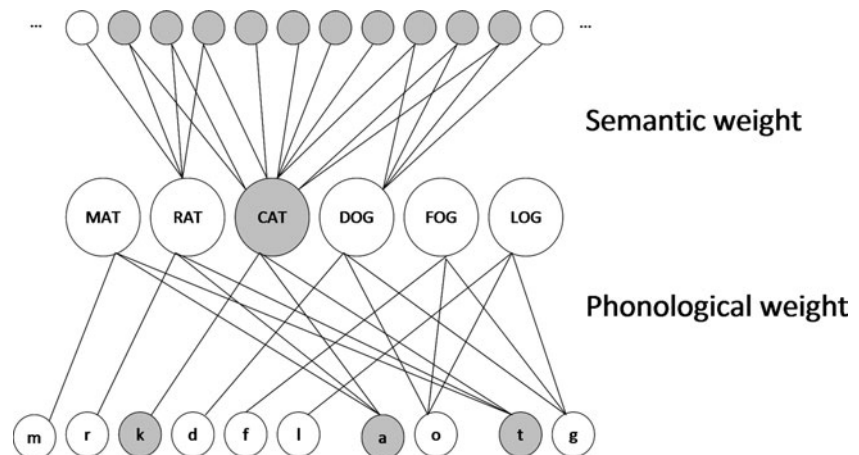 ... ...
Semantic weight
MAT RAT CAT DOG FOG LOG
Phonological weight
m r k d f l a o t g